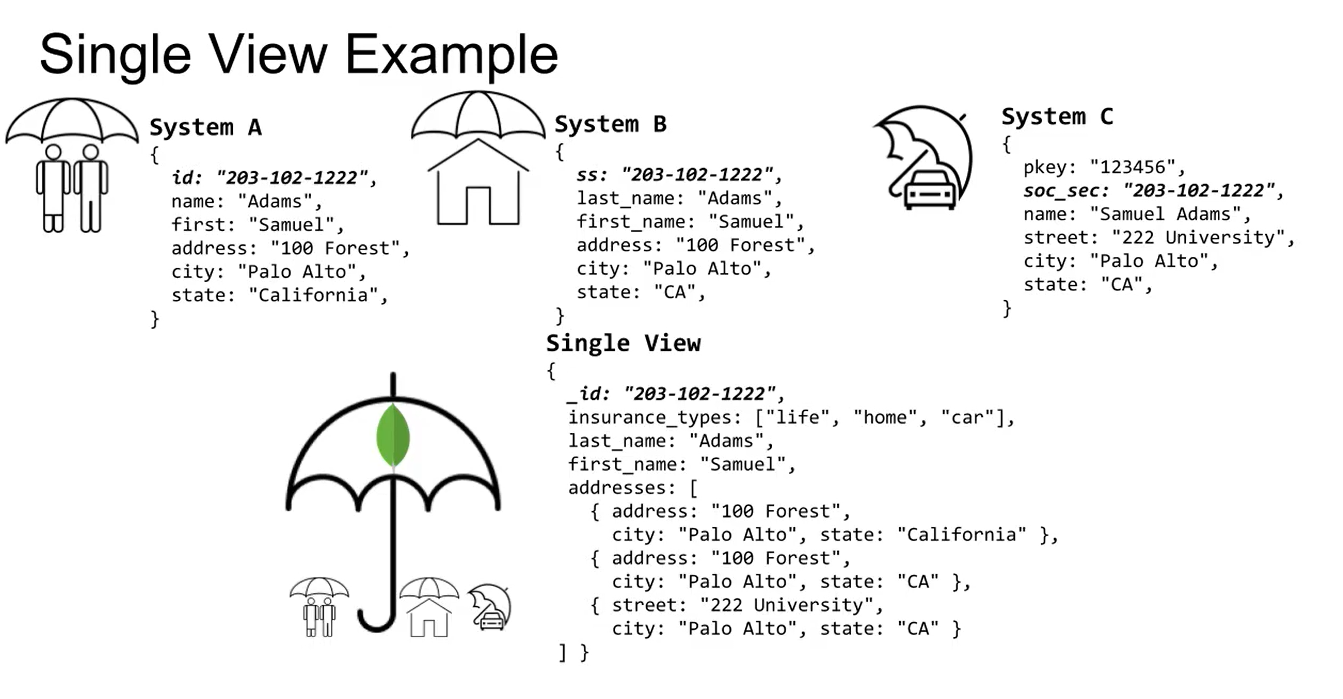 Single View Example
System A
{
  id: "203-102-1222",
  name: "Adams",
  first: "Samuel",
  address: "100 Forest",
  city: "Palo Alto",
  state: "California",
}
System B
{
  ss: "203-102-1222",
  last_name: "Adams",
  first_name: "Samuel",
  address: "100 Forest",
  city: "Palo Alto",
  state: "CA",
}
System C
{
  pkey: "123456",
  soc_sec: "203-102-1222",
  name: "Samuel Adams",
  street: "222 University",
  city: "Palo Alto",
  state: "CA",
}
Single View
{
  _id: "203-102-1222",
  insurance_types: ["life", "home", "car"],
  last_name: "Adams",
  first_name: "Samuel",
  addresses: [
    { address: "100 Forest",
      city: "Palo Alto", state: "California" },
    { address: "100 Forest",
      city: "Palo Alto", state: "CA" },
    { street: "222 University",
      city: "Palo Alto", state: "CA" }
 ] }